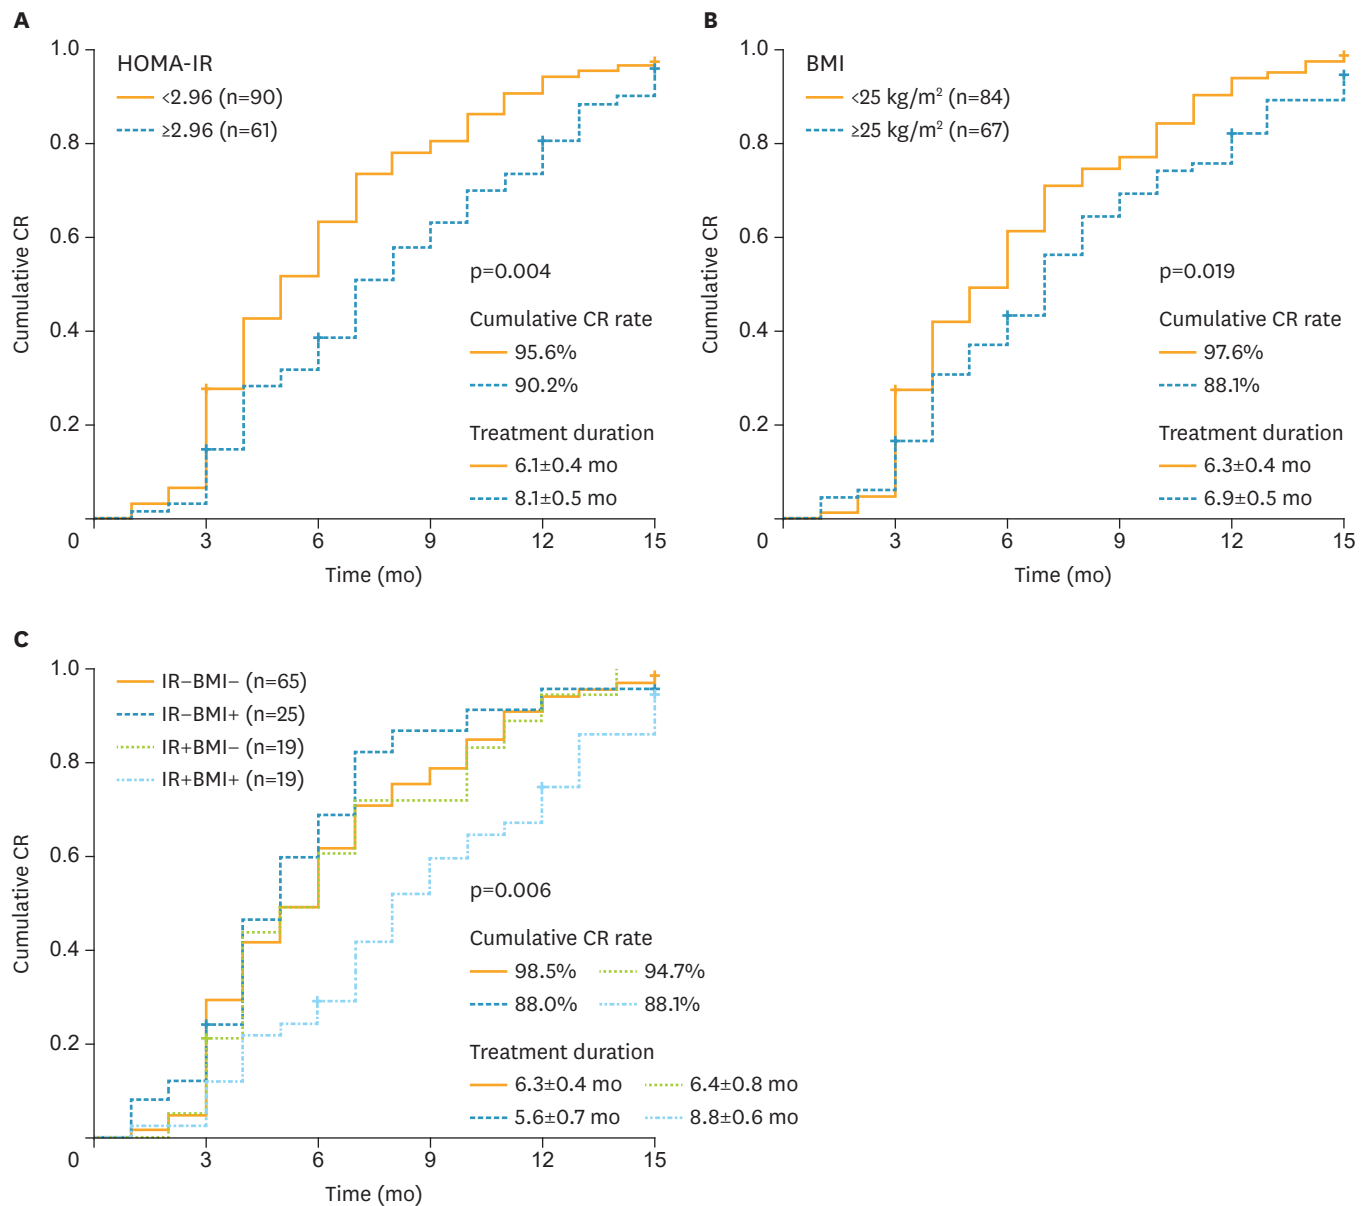 A
HOMA-IR
<2.96 (n=90)
≥2.96 (n=61)
1.0
0.8
0.6
0.4
0.2
0
3
6
9
12
15
Cumulative CR
Time (mo)
p=0.004
Cumulative CR rate
95.6%
90.2%
Treatment duration
6.1±0.4 mo
8.1±0.5 mo
B
BMI
<25 kg/m² (n=84)
≥25 kg/m² (n=67)
1.0
0.8
0.6
0.4
0.2
0
3
6
9
12
15
Cumulative CR
Time (mo)
p=0.019
Cumulative CR rate
97.6%
88.1%
Treatment duration
6.3±0.4 mo
6.9±0.5 mo
C
IR−BMI− (n=65)
IR−BMI+ (n=25)
IR+BMI− (n=19)
IR+BMI+ (n=19)
1.0
0.8
0.6
0.4
0.2
0
3
6
9
12
15
Cumulative CR
Time (mo)
p=0.006
Cumulative CR rate
98.5% 94.7%
88.0% 88.1%
Treatment duration
6.3±0.4 mo 6.4±0.8 mo
5.6±0.7 mo 8.8±0.6 mo